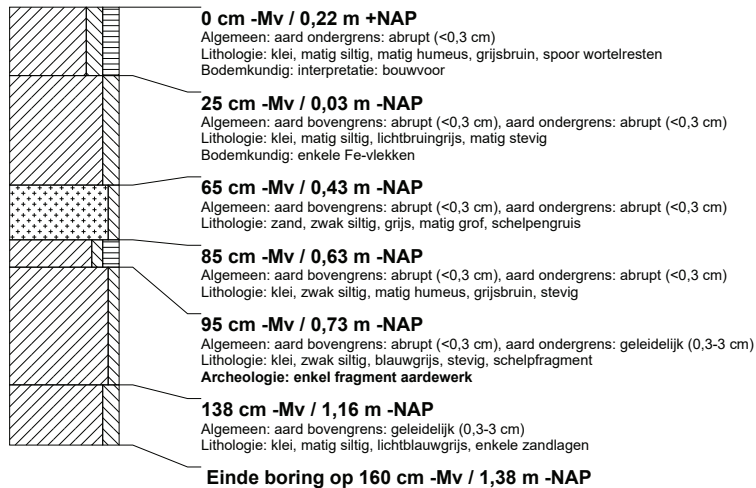 0 cm -Mv / 0,22 m +NAP
Algemeen: aard ondergrens: abrupt (<0,3 cm)
Lithologie: klei, matig siltig, matig humeus, grijsbruin, spoor wortelresten
Bodemkundig: interpretatie: bouwvoor
25 cm -Mv / 0,03 m -NAP
Algemeen: aard bovengrens: abrupt (<0,3 cm), aard ondergrens: abrupt (<0,3 cm)
Lithologie: klei, matig siltig, lichtbruingrijs, matig stevig
Bodemkundig: enkele Fe-vlekken
65 cm -Mv / 0,43 m -NAP
Algemeen: aard bovengrens: abrupt (<0,3 cm), aard ondergrens: abrupt (<0,3 cm)
Lithologie: zand, zwak siltig, grijs, matig grof, schelpengruis
85 cm -Mv / 0,63 m -NAP
Algemeen: aard bovengrens: abrupt (<0,3 cm), aard ondergrens: abrupt (<0,3 cm)
Lithologie: klei, zwak siltig, matig humeus, grijsbruin, stevig
95 cm -Mv / 0,73 m -NAP
Algemeen: aard bovengrens: abrupt (<0,3 cm), aard ondergrens: geleidelijk (0,3-3 cm)
Lithologie: klei, zwak siltig, blauwgrijs, stevig, schelpfragment
Archeologie: enkel fragment aardewerk
138 cm -Mv / 1,16 m -NAP
Algemeen: aard bovengrens: geleidelijk (0,3-3 cm)
Lithologie: klei, matig siltig, lichtblauwgrijs, enkele zandlagen
Einde boring op 160 cm -Mv / 1,38 m -NAP